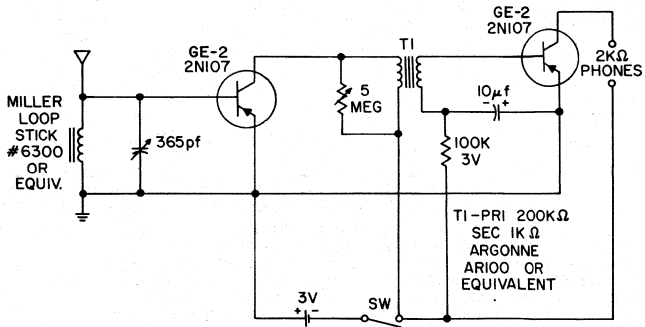 GE-2
2N107
T1
GE-2
2N107
2KΩ
PHONES
MILLER
LOOP
STICK
#6300
OR
EQUIV.
365pf
5
MEG
10μf
- +
100K
3V
T1-PRI 200KΩ
SEC 1KΩ
ARGONNE
AR100 OR
EQUIVALENT
3V
+ -
SW